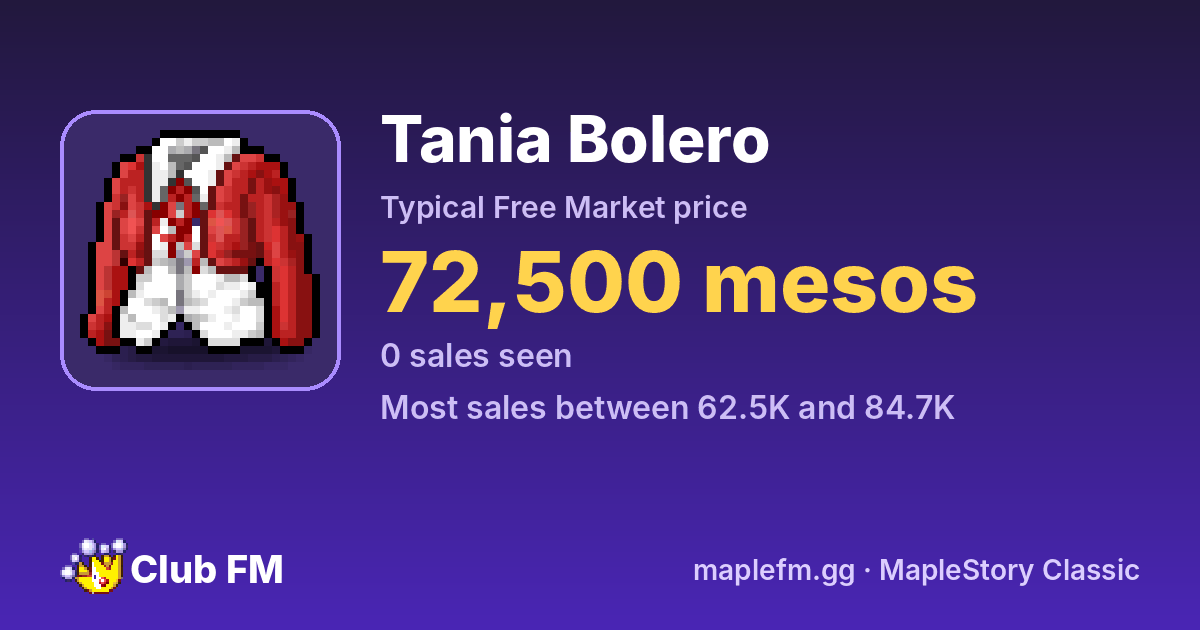 Tania Bolero
Typical Free Market price
72,500 mesos
0 sales seen
Most sales between 62.5K and 84.7K
Club FM
maplefm.gg · MapleStory Classic